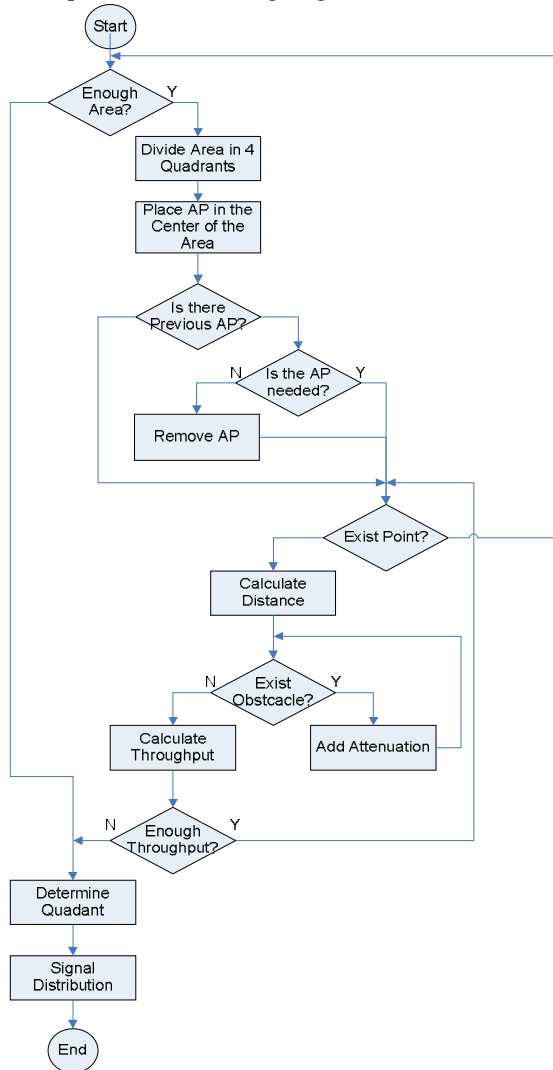 Start
Enough
Area?
Y
Divide Area in 4
Quadrants
Place AP in the
Center of the
Area
Is there
Previous AP?
N
Is the AP
needed?
Y
Remove AP
Exist Point?
Calculate
Distance
N
Exist
Obstcacle?
Y
Calculate
Throughput
Add Attenuation
N
Enough
Throughput?
Y
Determine
Quadant
Signal
Distribution
End